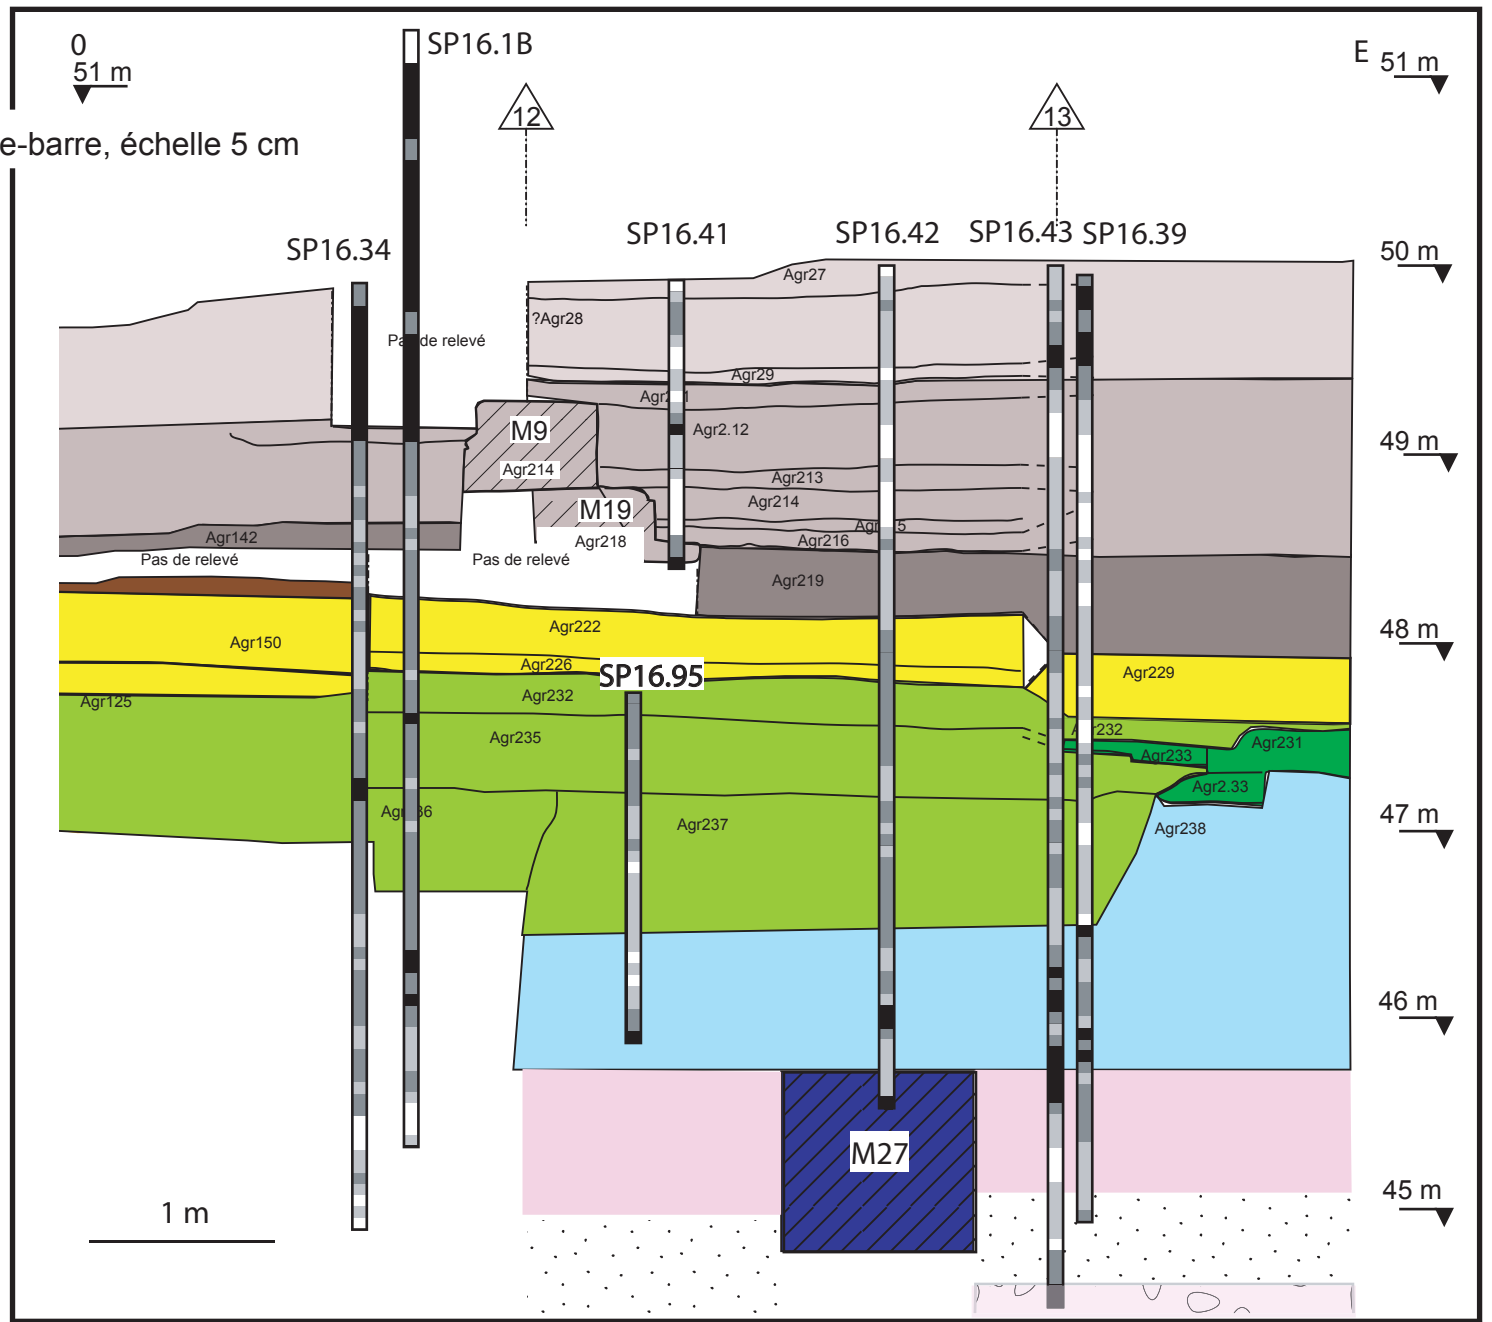 0
51 m
SP16.1B
E
51 m
12
13
e-barre, échelle 5 cm
SP16.34
SP16.41
SP16.42
SP16.43
SP16.39
50 m
Agr27
?Agr28
Pas de relevé
Agr29
M9
Agr2.12
49 m
Agr214
Agr213
Agr214
M19
Agr142
Agr218
Agr216
Pas de relevé
Pas de relevé
Agr219
Agr222
48 m
Agr150
Agr226
SP16.95
Agr229
Agr125
Agr232
Agr235
Agr231
Agr233
Agr2.33
47 m
Agr237
Agr238
46 m
M27
45 m
1 m